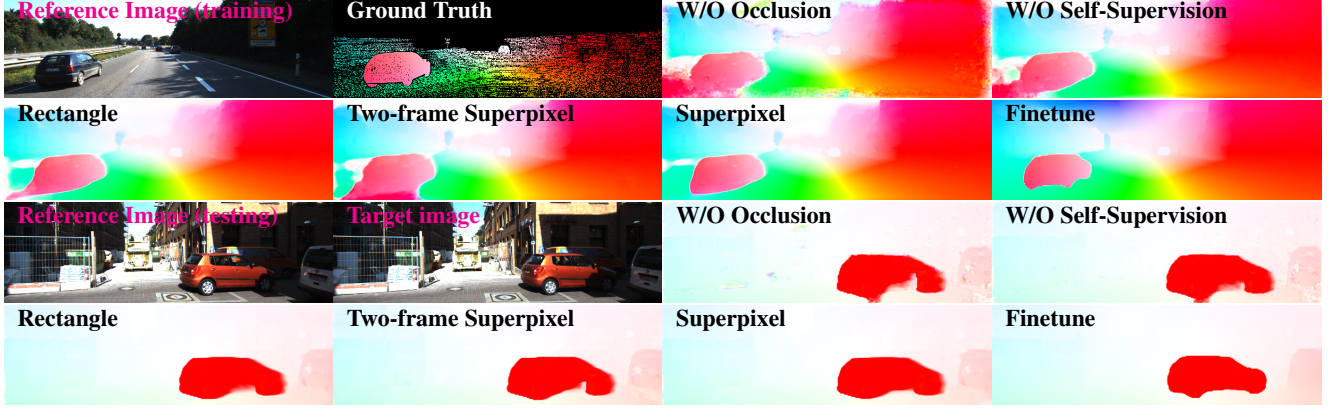 Reference Image (training)
Ground Truth
W/O Occlusion
W/O Self-Supervision
Rectangle
Two-frame Superpixel
Superpixel
Finetune
Reference Image (testing)
Target image
W/O Occlusion
W/O Self-Supervision
Rectangle
Two-frame Superpixel
Superpixel
Finetune